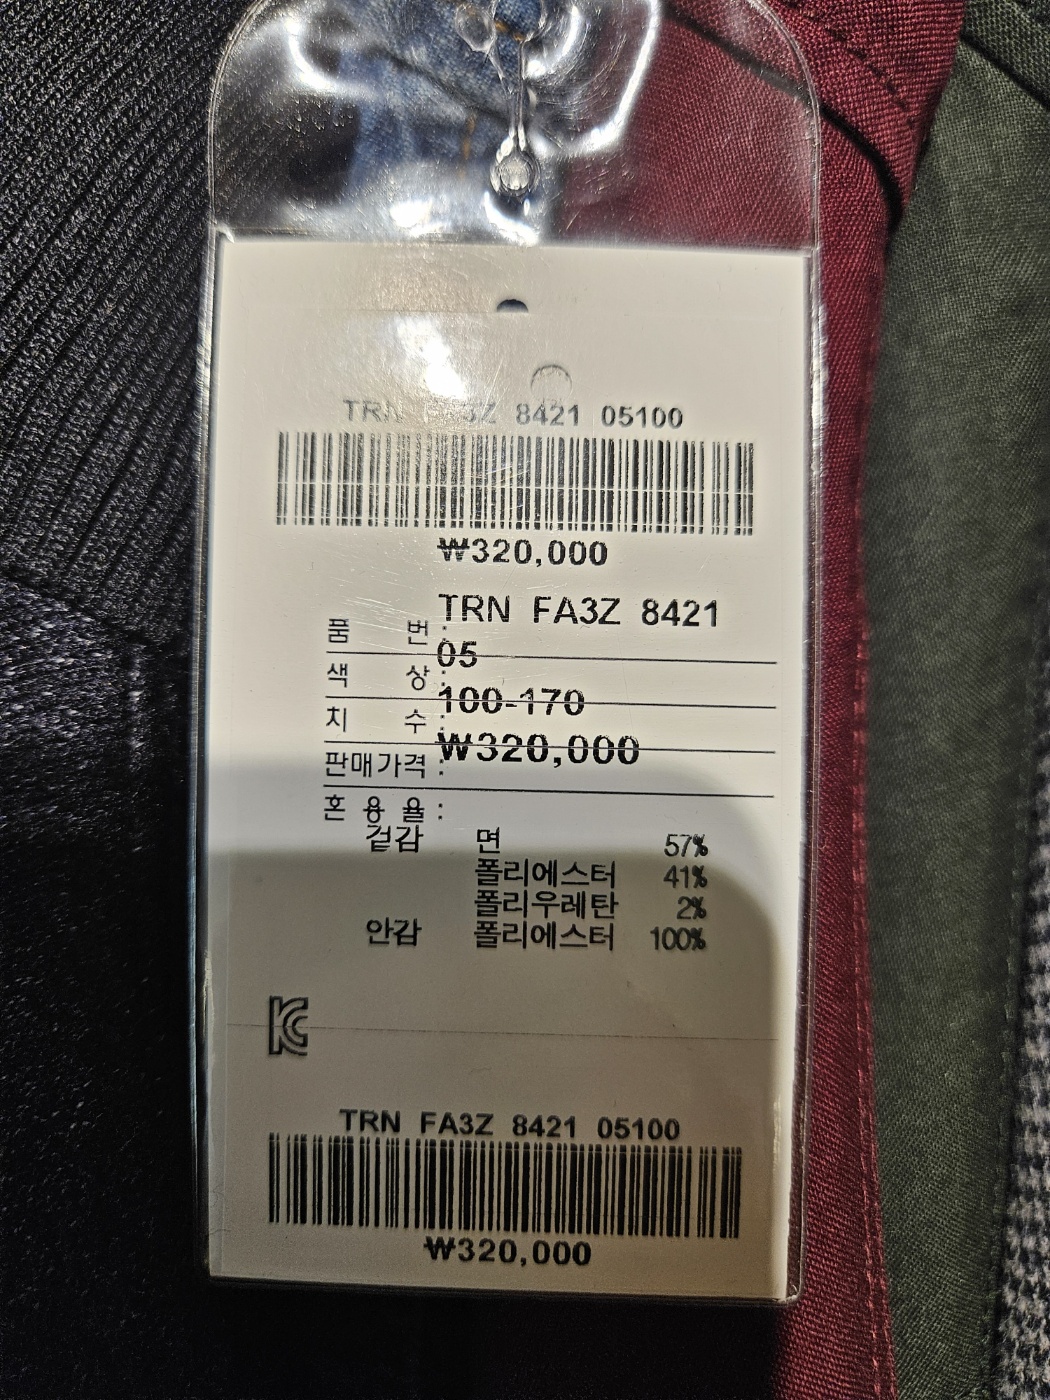 TRN FA3Z 8421 05100
₩320,000
품 번 : TRN FA3Z 8421
색 상 : 05
치 수 : 100-170
판매가격 : ₩320,000
혼 용 율 :
겉감 면 57%
폴리에스터 41%
폴리우레탄 2%
안감 폴리에스터 100%
KC
TRN FA3Z 8421 05100
₩320,000